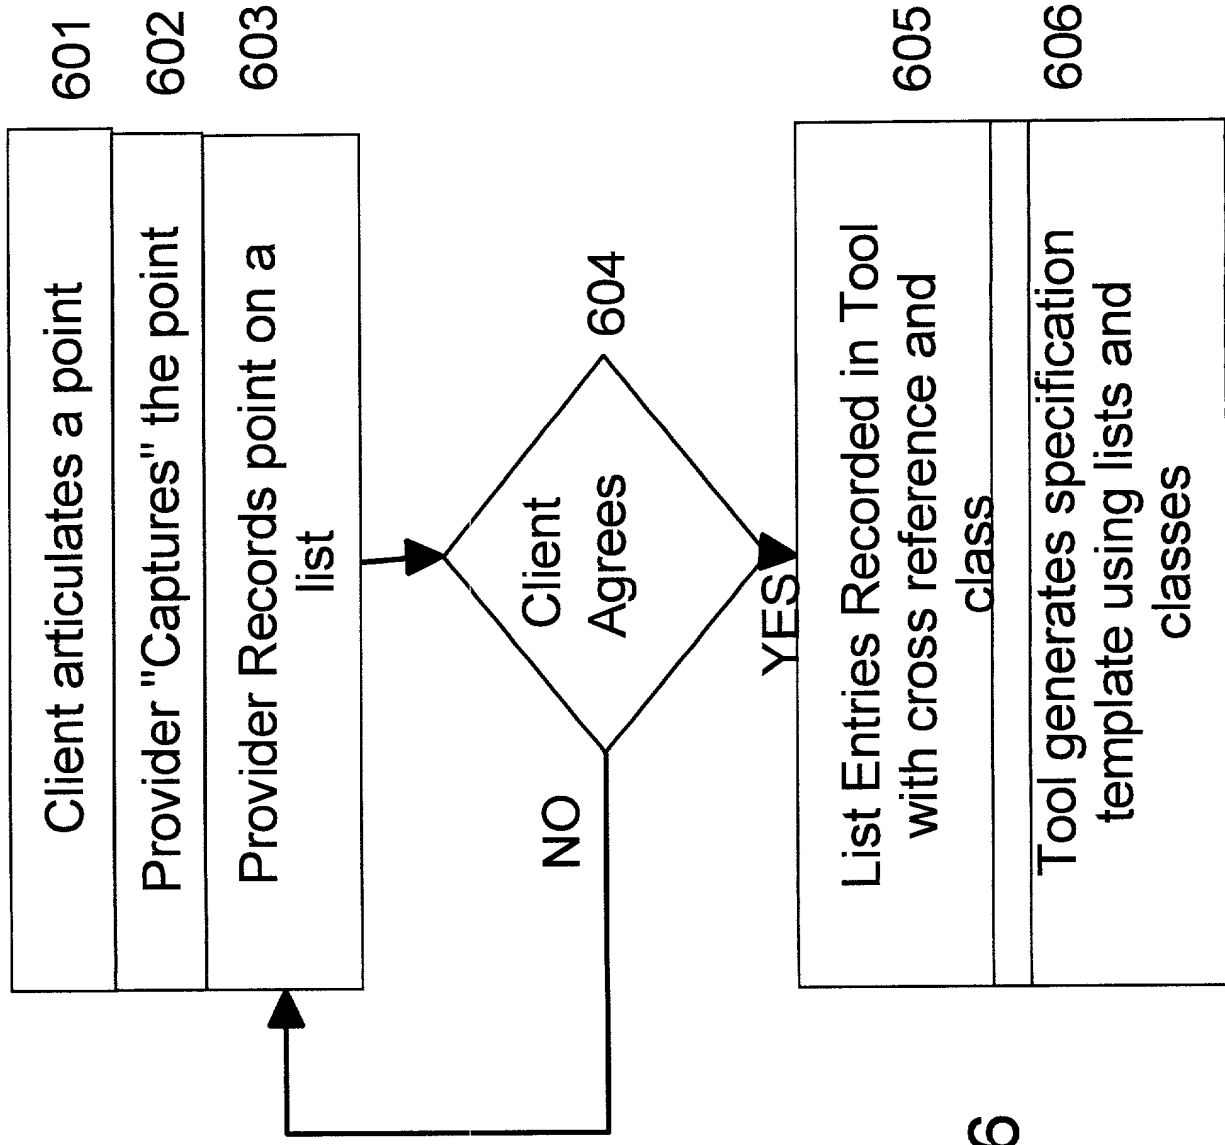 Client articulates a point
601
Provider "Captures" the point
602
Provider Records point on a
list
603
Client
Agrees
604
NO
YES
List Entries Recorded in Tool
with cross reference and
class
605
Tool generates specification
template using lists and
classes
606
6